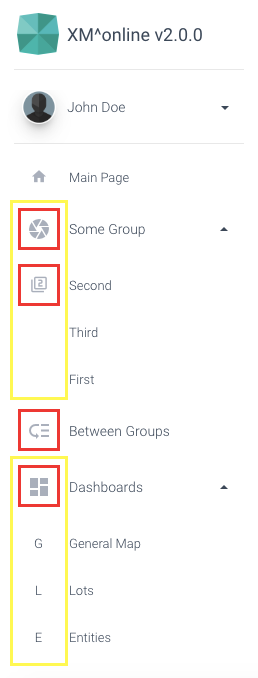 XM^online v2.0.0
John Doe
Main Page
Some Group
2 Second
Third
First
Between Groups
Dashboards
G General Map
L Lots
E Entities